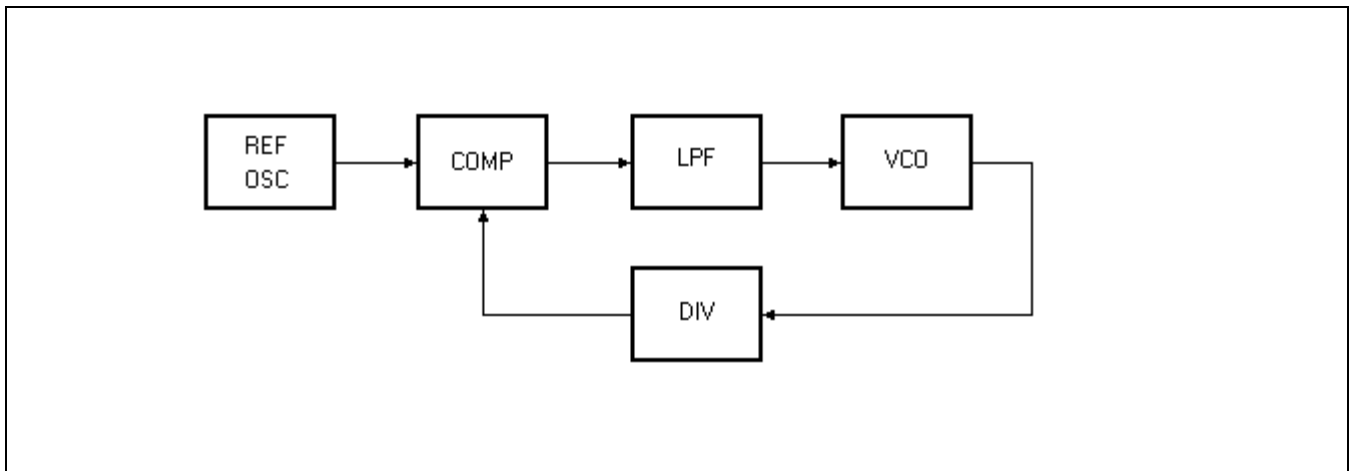 REF
OSC
COMP
LPF
VCO
DIV